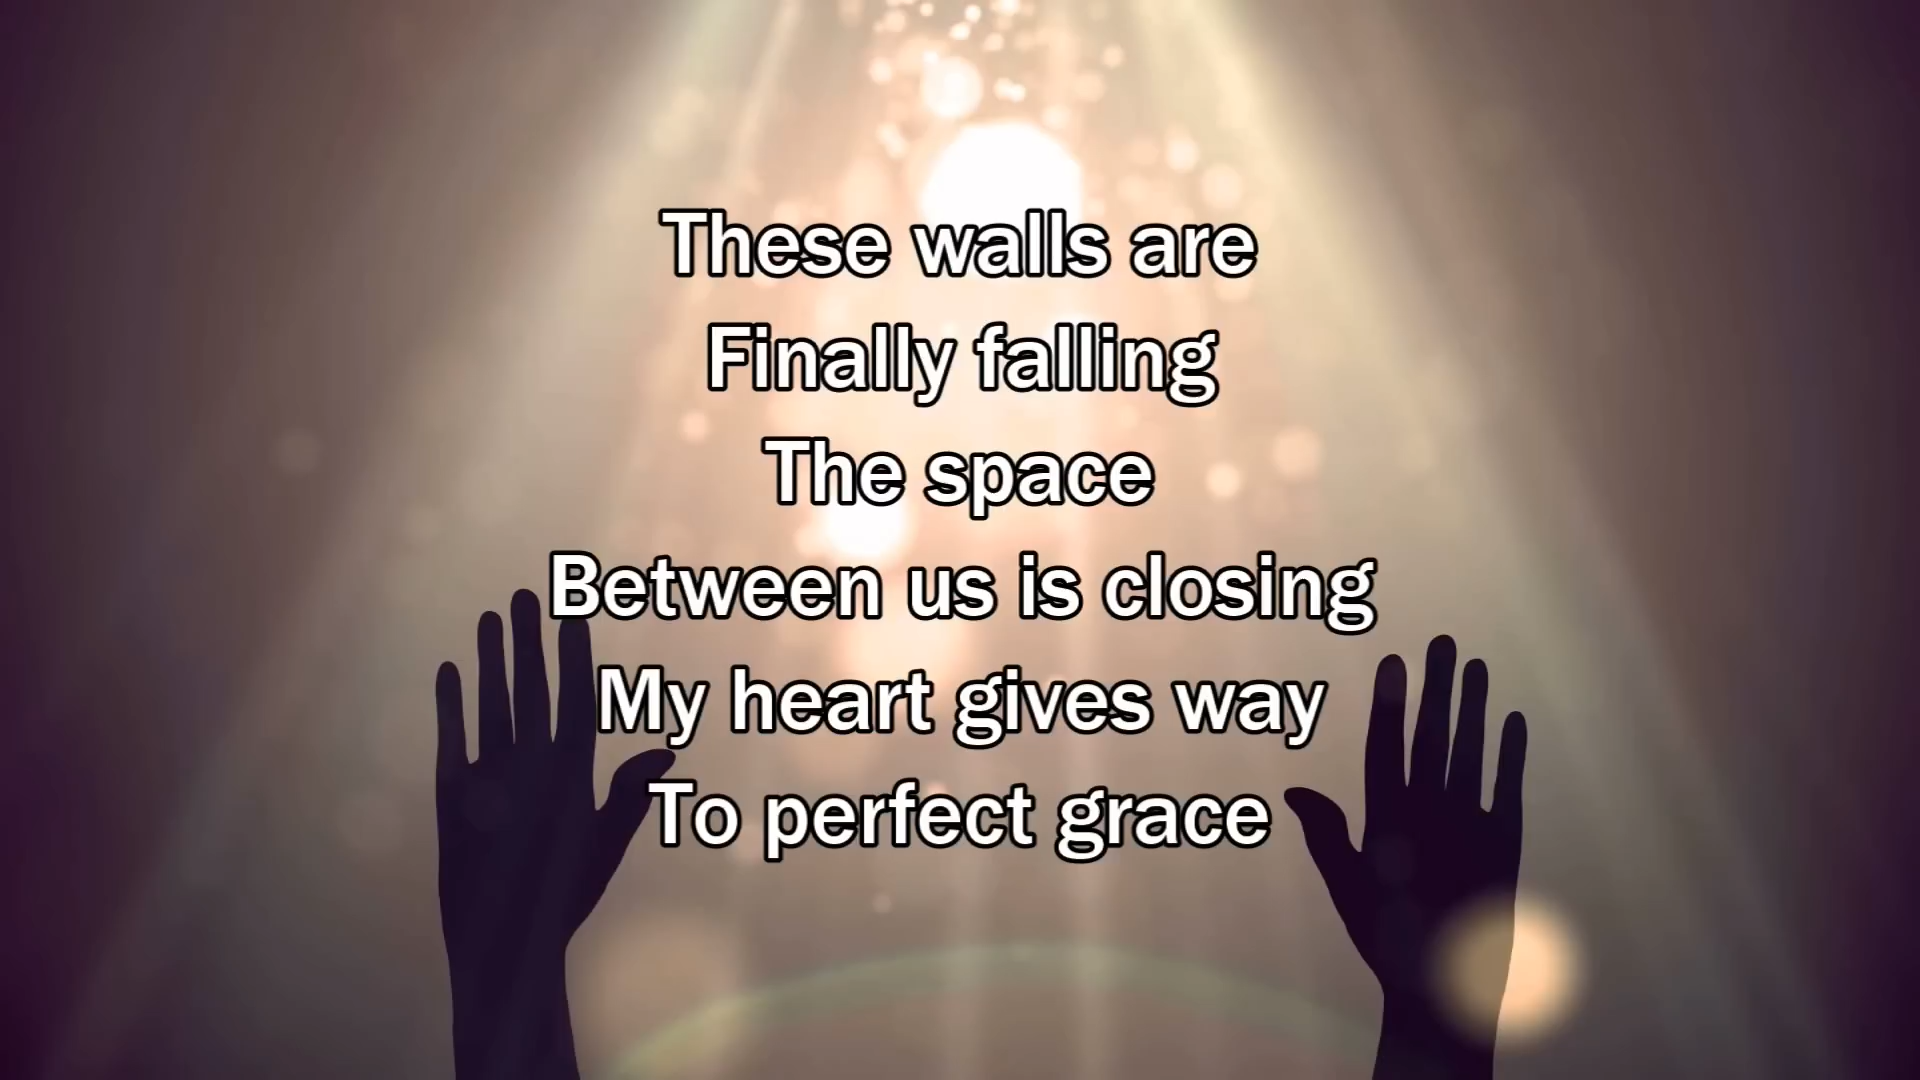 These walls are
Finally falling
The space
Between us is closing
My heart gives way
To perfect grace